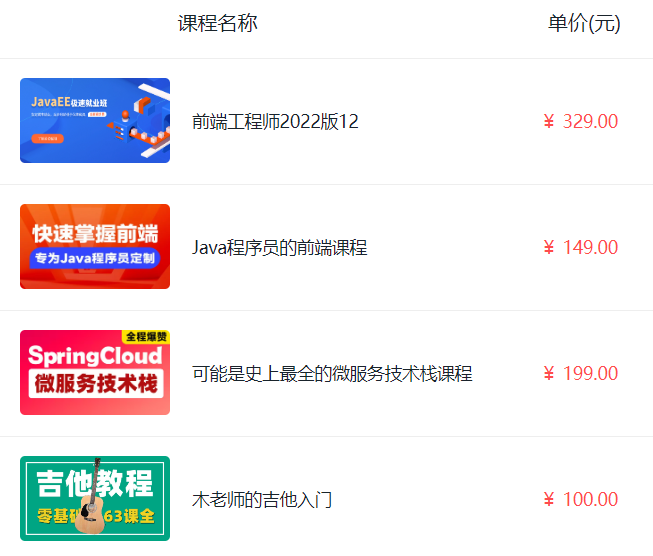 课程名称 单价(元)
JavaEE极速就业班
前端工程师2022版12 ¥ 329.00
快速掌握前端
专为Java程序员定制
Java程序员的前端课程 ¥ 149.00
全程爆赞
SpringCloud
微服务技术栈
可能是史上最全的微服务技术栈课程 ¥ 199.00
吉他教程
零基础 63课全
木老师的吉他入门 ¥ 100.00